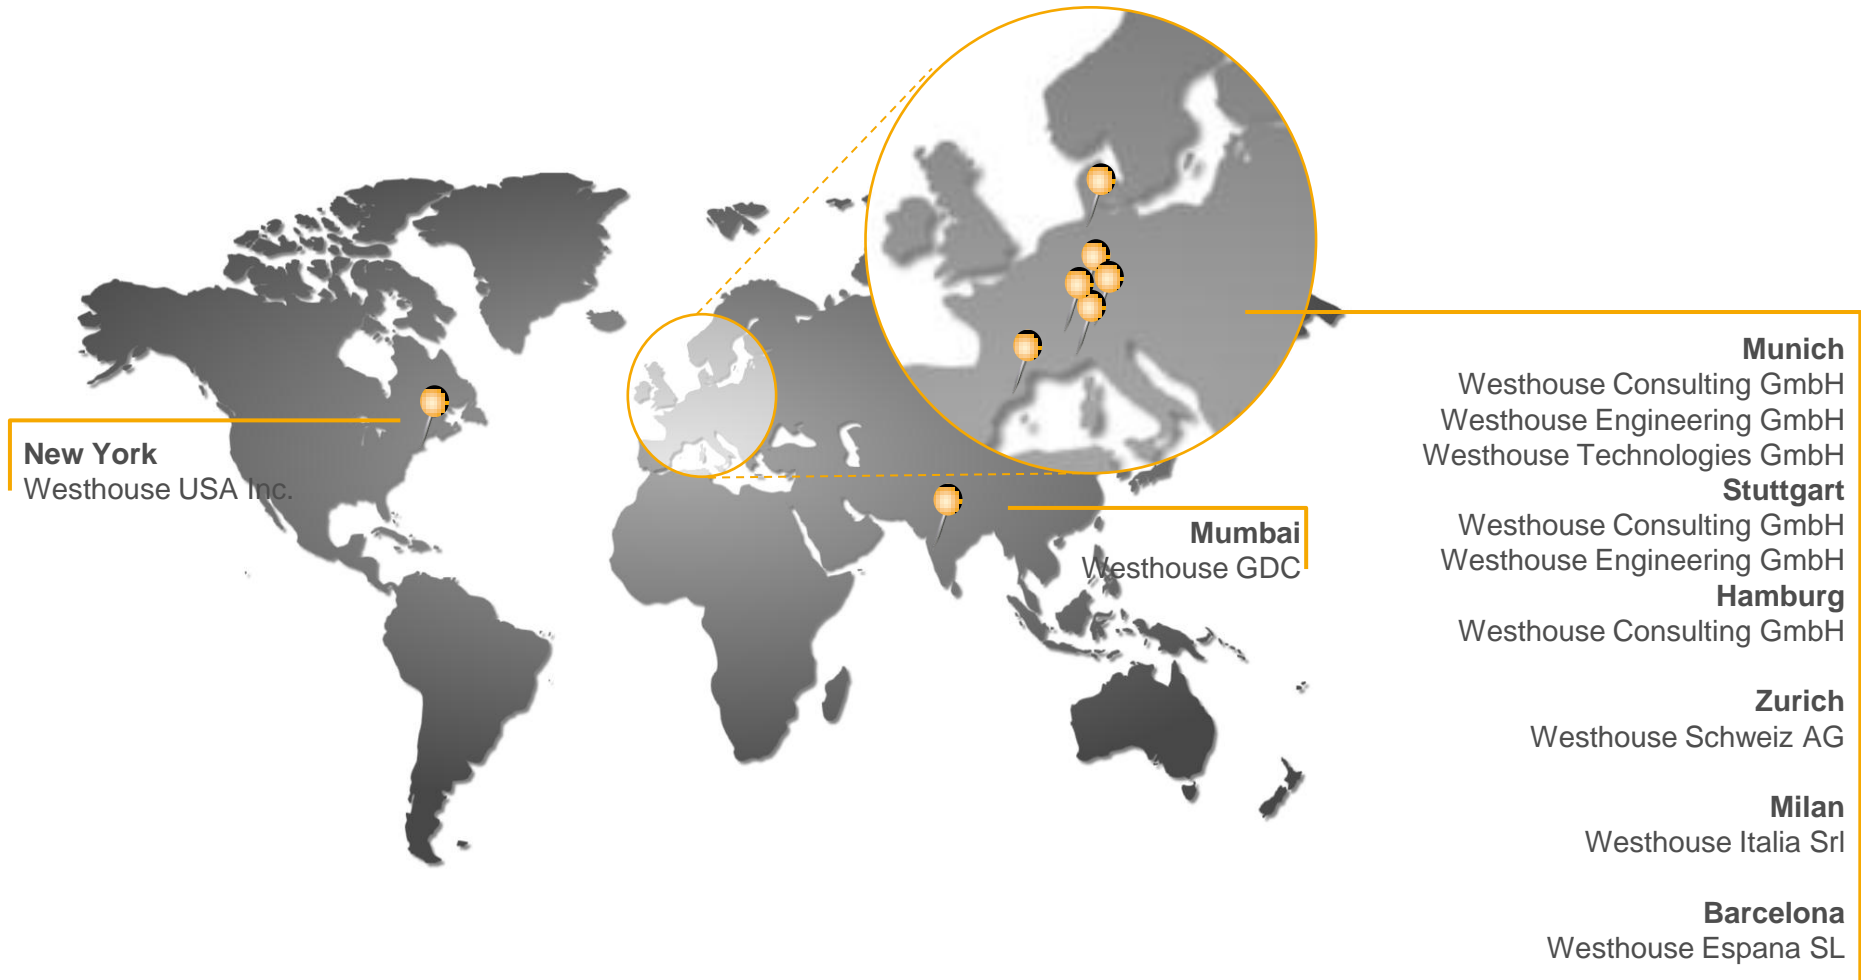 New York
Westhouse USA Inc.
Mumbai
Westhouse GDC
Munich
Westhouse Consulting GmbH
Westhouse Engineering GmbH
Westhouse Technologies GmbH
Stuttgart
Westhouse Consulting GmbH
Westhouse Engineering GmbH
Hamburg
Westhouse Consulting GmbH
Zurich
Westhouse Schweiz AG
Milan
Westhouse Italia Srl
Barcelona
Westhouse Espana SL